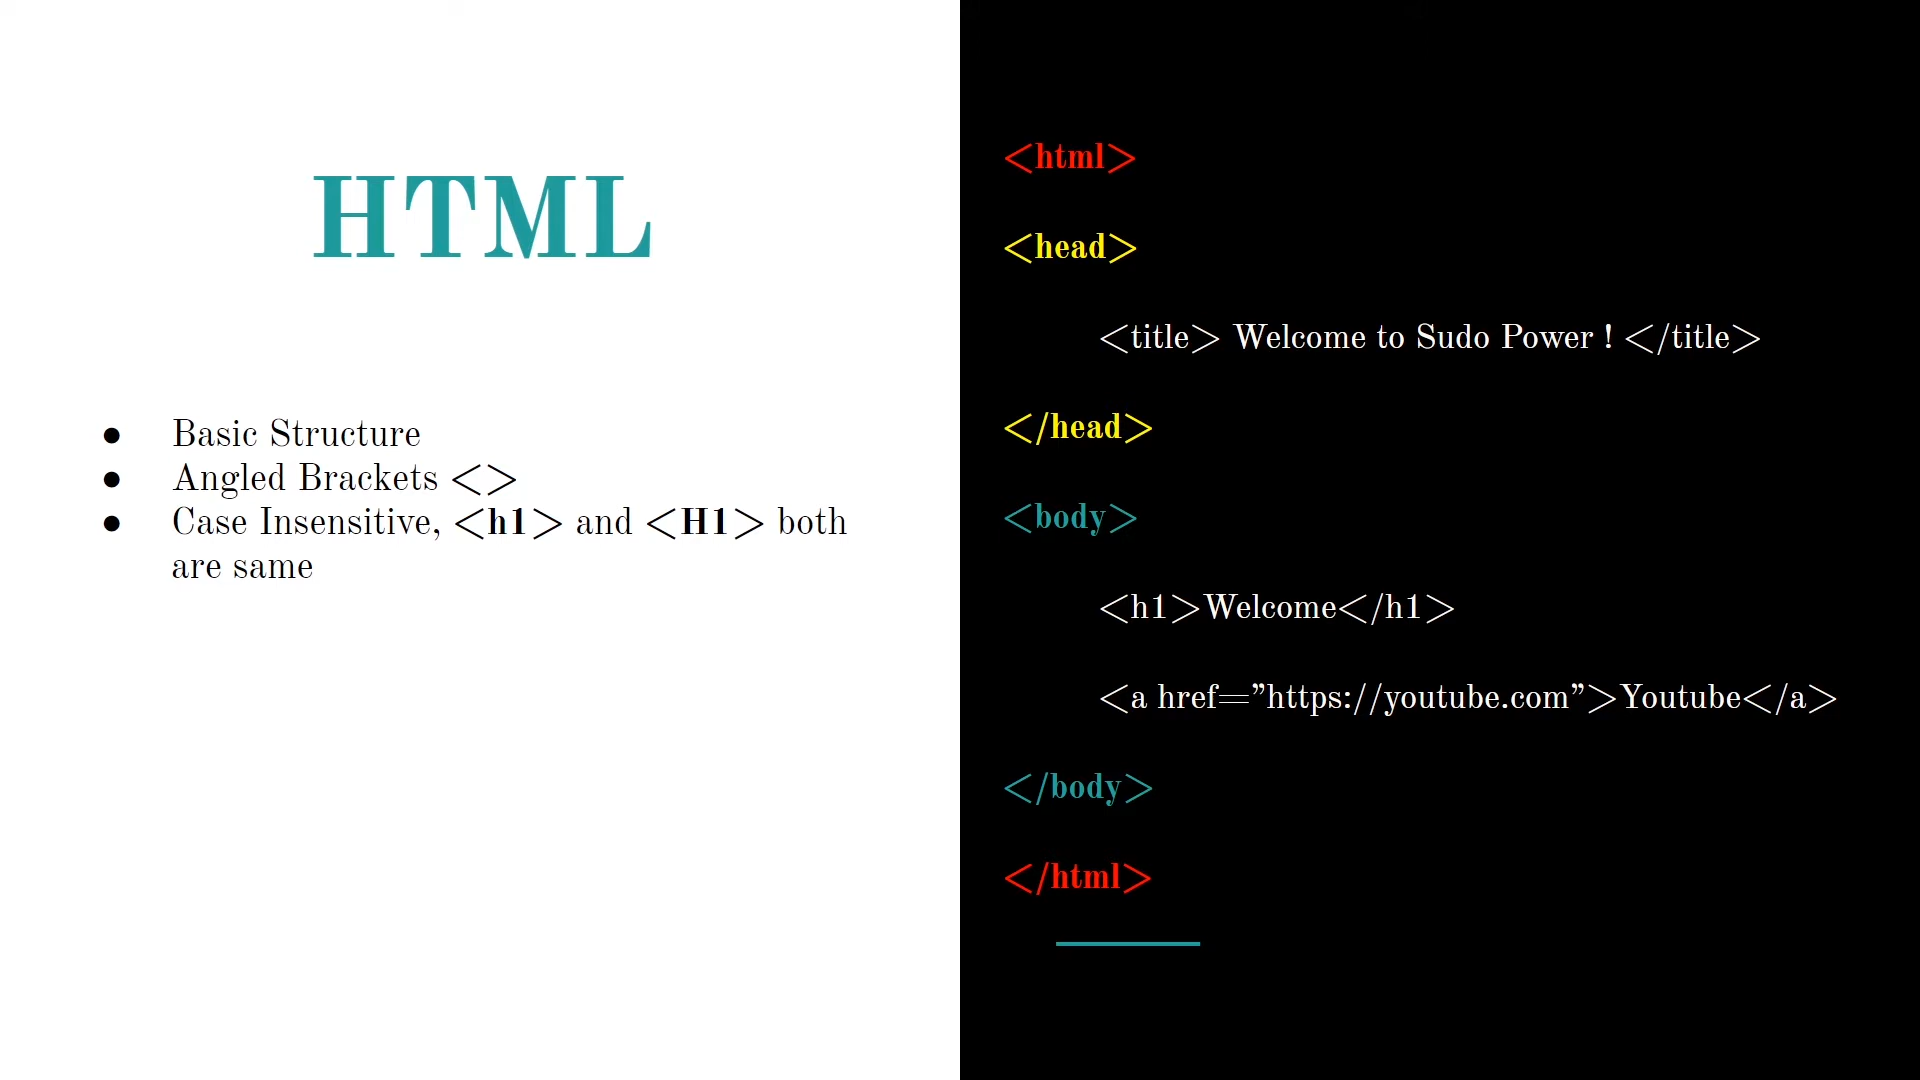 HTML
● Basic Structure
● Angled Brackets <>
● Case Insensitive, <h1> and <H1> both
are same
<html>
<head>
<title> Welcome to Sudo Power ! </title>
</head>
<body>
<h1>Welcome</h1>
<a href=”https://youtube.com”>Youtube</a>
</body>
</html>